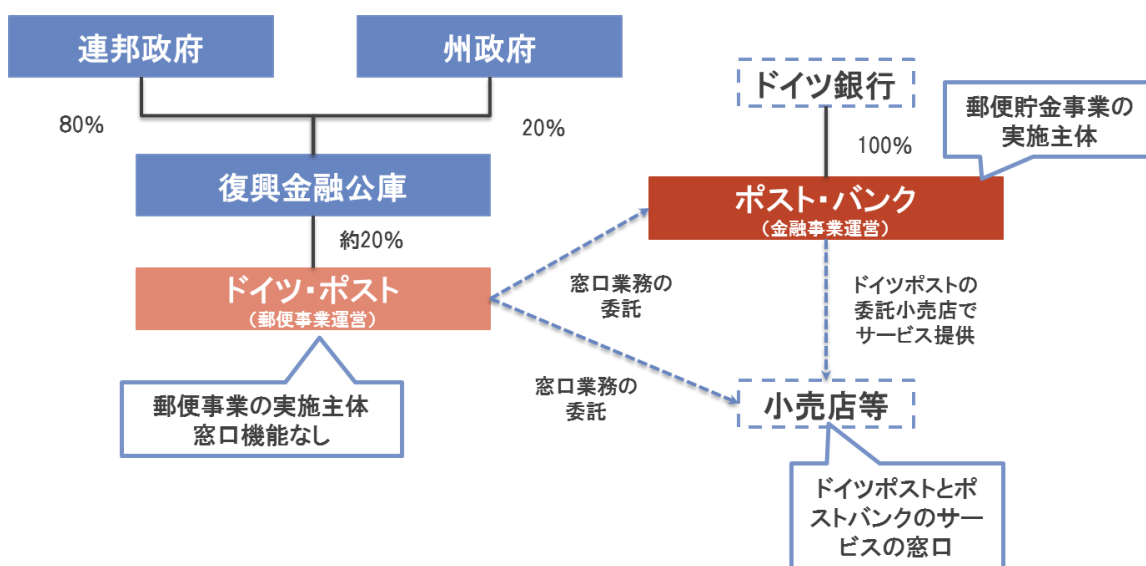 連邦政府
州政府
80%
20%
復興金融公庫
約20%
ドイツ・ポスト
（郵便事業運営）
郵便事業の実施主体
窓口機能なし
窓口業務の
委託
窓口業務の
委託
ドイツ銀行
100%
郵便貯金事業の
実施主体
ポスト・バンク
（金融事業運営）
ドイツポストの
委託小売店で
サービス提供
小売店等
ドイツポストとポ
ストバンクのサー
ビスの窓口